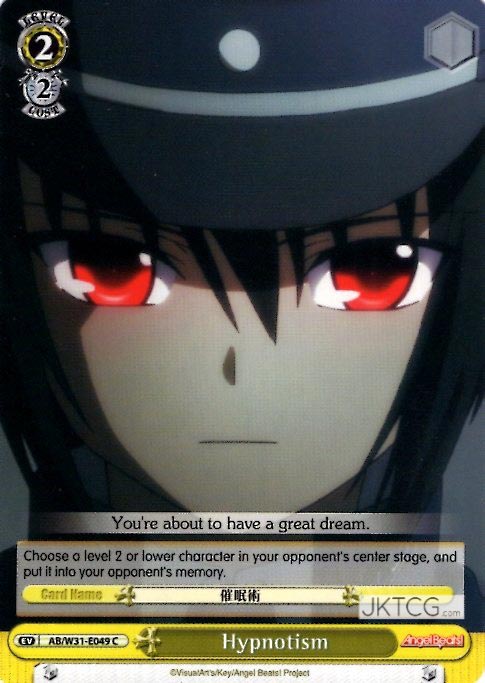 LEVEL
2
2
COST
You're about to have a great dream.
Choose a level 2 or lower character in your opponent's center stage, and
put it into your opponent's memory.
Card Name 催眠術
JKTCG.com
EV AB/W31-E049 C Hypnotism Angel Beats!
©VisualArt's/Key/Angel Beats! Project